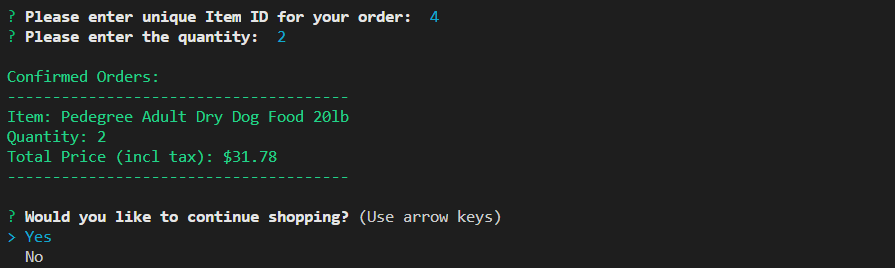 ? Please enter unique Item ID for your order: 4
? Please enter the quantity: 2
Confirmed Orders:
--------------------------------------
Item: Pedegree Adult Dry Dog Food 20lb
Quantity: 2
Total Price (incl tax): $31.78
--------------------------------------
? Would you like to continue shopping? (Use arrow keys)
> Yes
No